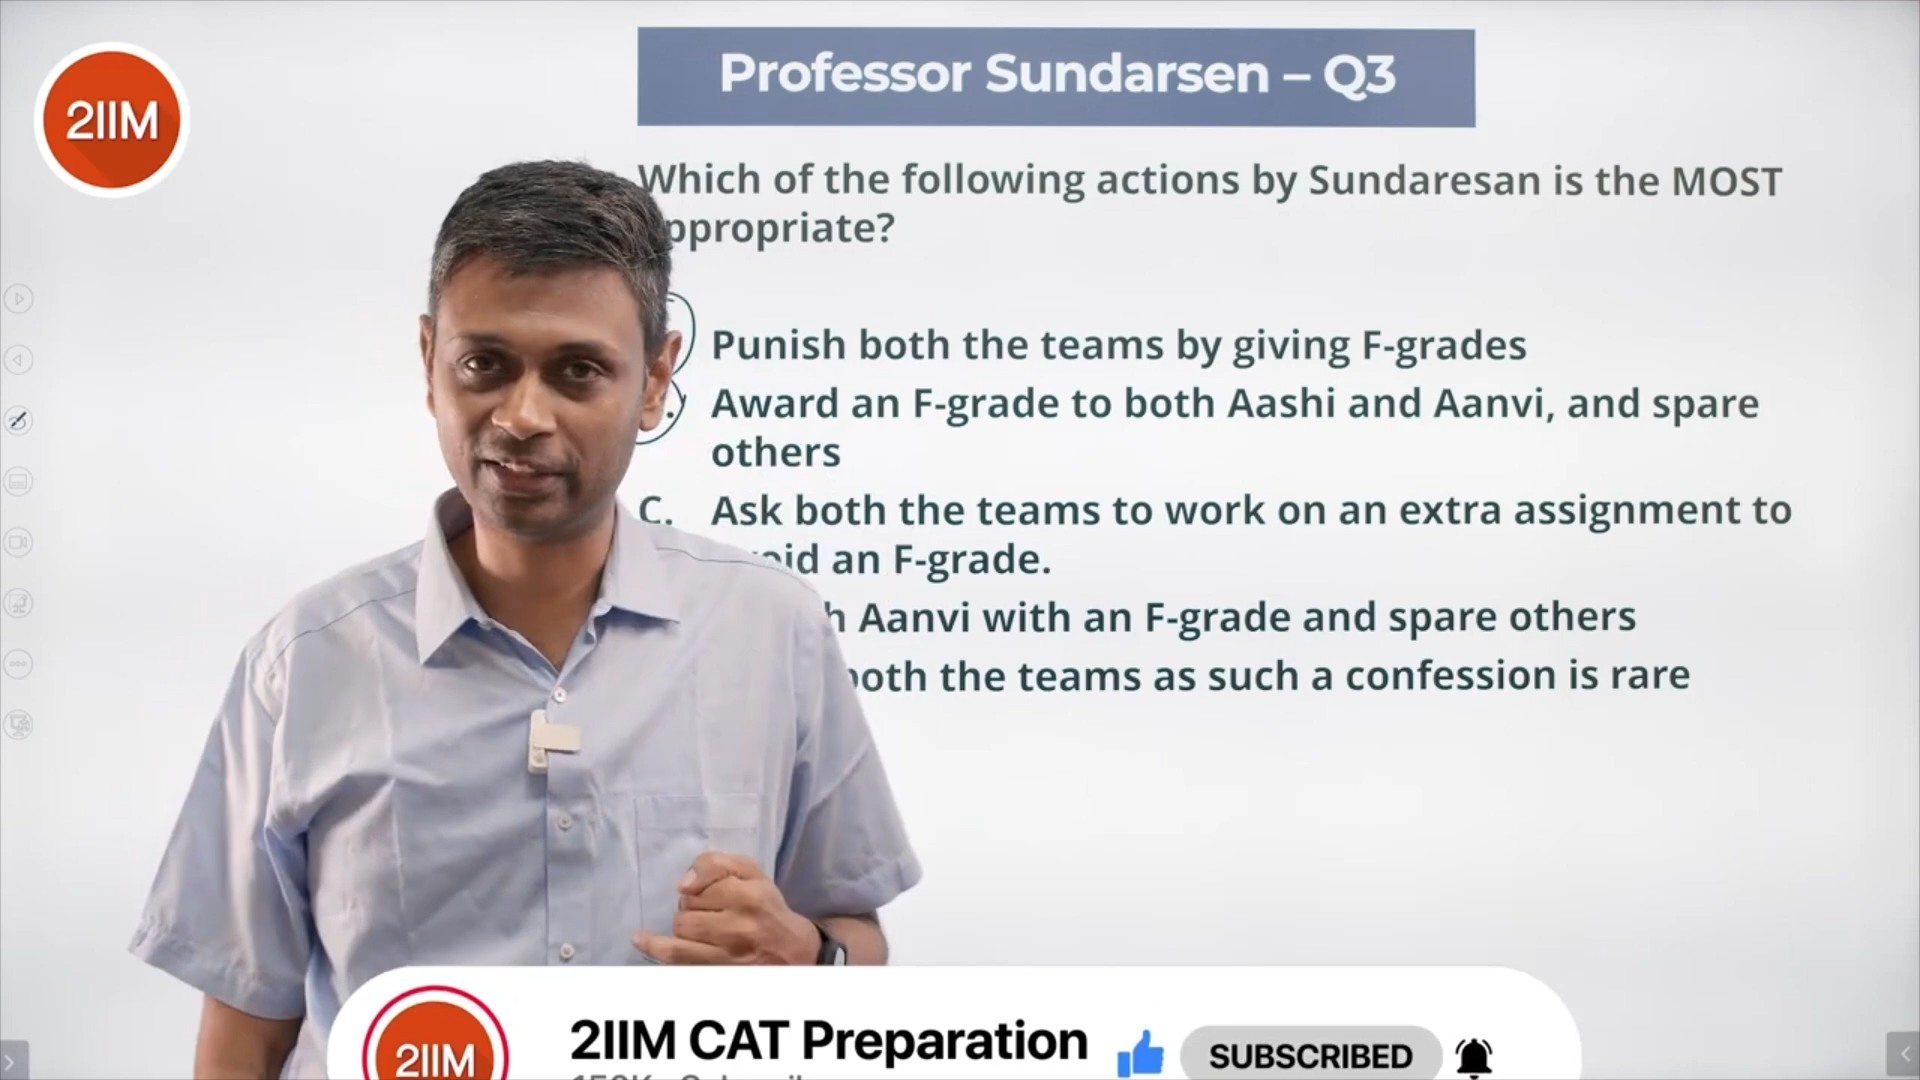 2IIM
Professor Sundarsen – Q3
Which of the following actions by Sundaresan is the MOST
ppropriate?
Punish both the teams by giving F-grades
Award an F-grade to both Aashi and Aanvi, and spare
others
C. Ask both the teams to work on an extra assignment to
oid an F-grade.
h Aanvi with an F-grade and spare others
both the teams as such a confession is rare
2IIM
2IIM CAT Preparation
SUBSCRIBED